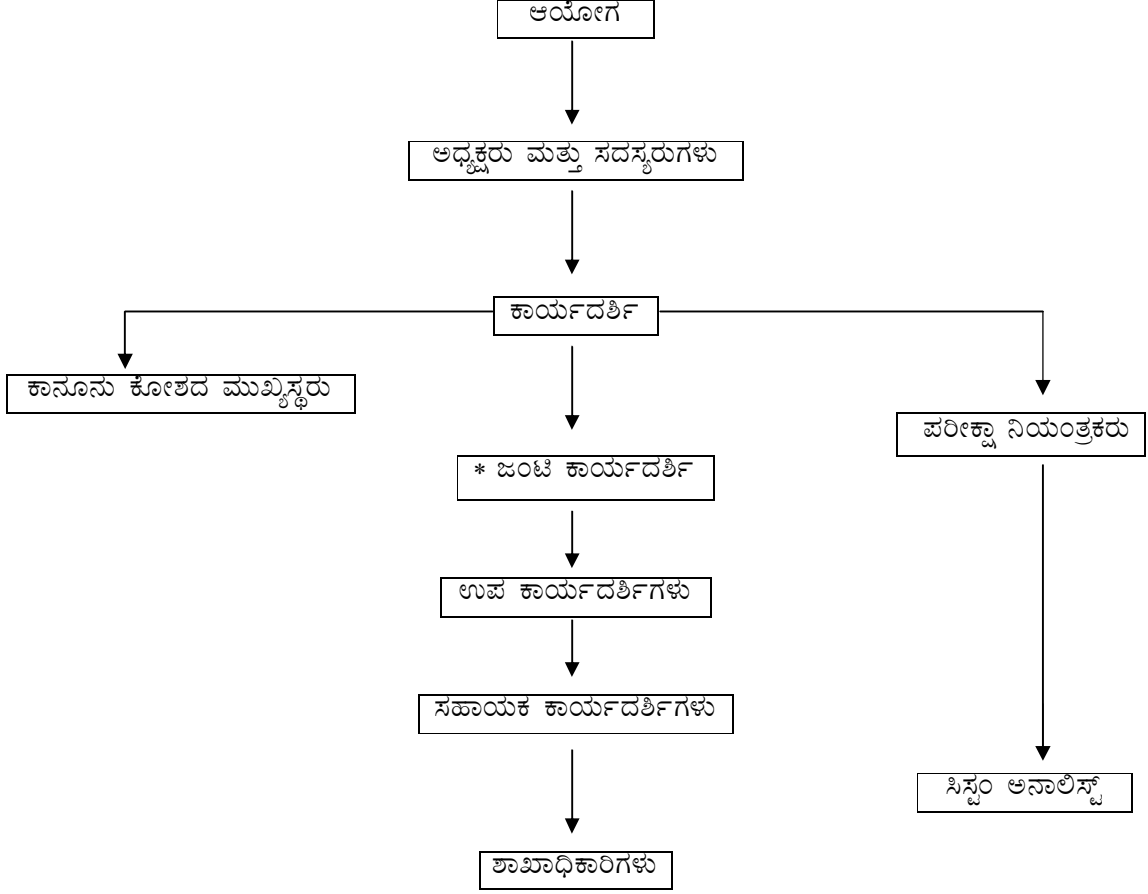 ಆಯೋಗ
ಅಧ್ಯಕ್ಷರು ಮತ್ತು ಸದಸ್ಯರುಗಳು
ಕಾರ್ಯದರ್ಶಿ
ಕಾನೂನು ಕೋಶದ ಮುಖ್ಯಸ್ಥರು
ಪರೀಕ್ಷಾ ನಿಯಂತ್ರಕರು
* ಜಂಟಿ ಕಾರ್ಯದರ್ಶಿ
ಉಪ ಕಾರ್ಯದರ್ಶಿಗಳು
ಸಹಾಯಕ ಕಾರ್ಯದರ್ಶಿಗಳು
ಸಿಸ್ಟಂ ಅನಾಲಿಸ್ಟ್
ಶಾಖಾಧಿಕಾರಿಗಳು